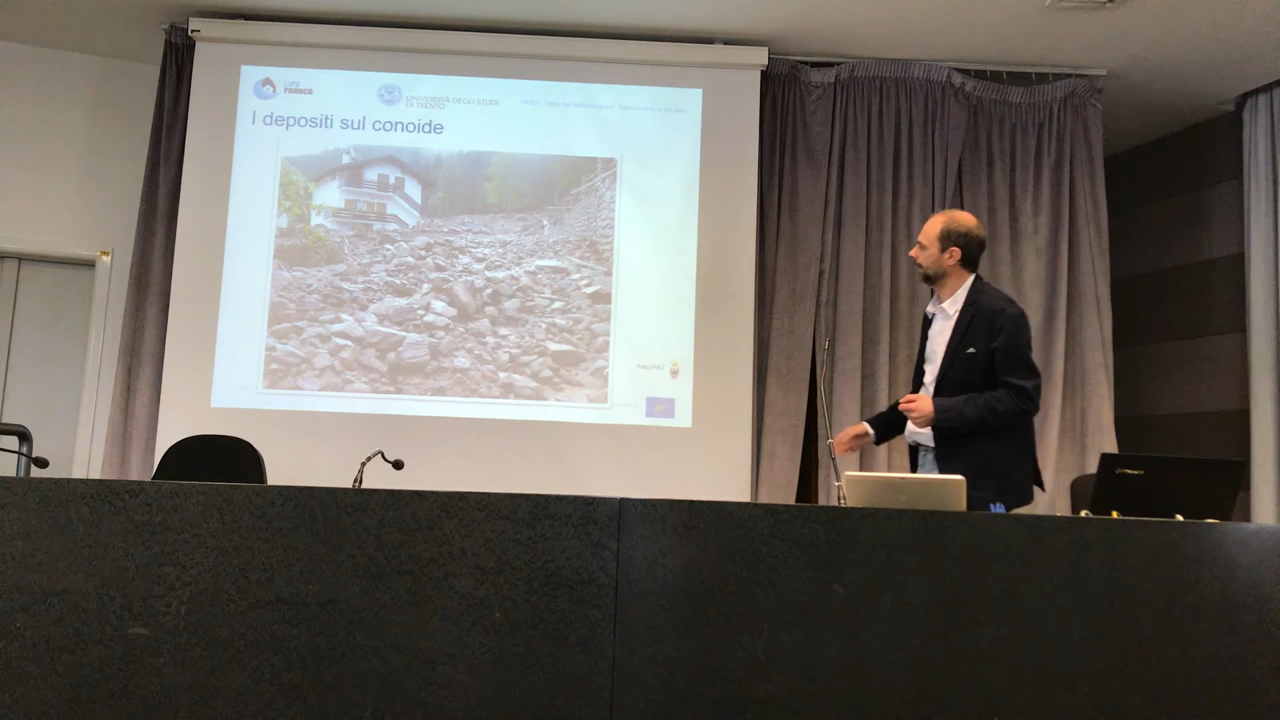 LIFE
FRANCA
UNIVERSITÀ DEGLI STUDI
DI TRENTO
I depositi sul conoide
Foto PAT